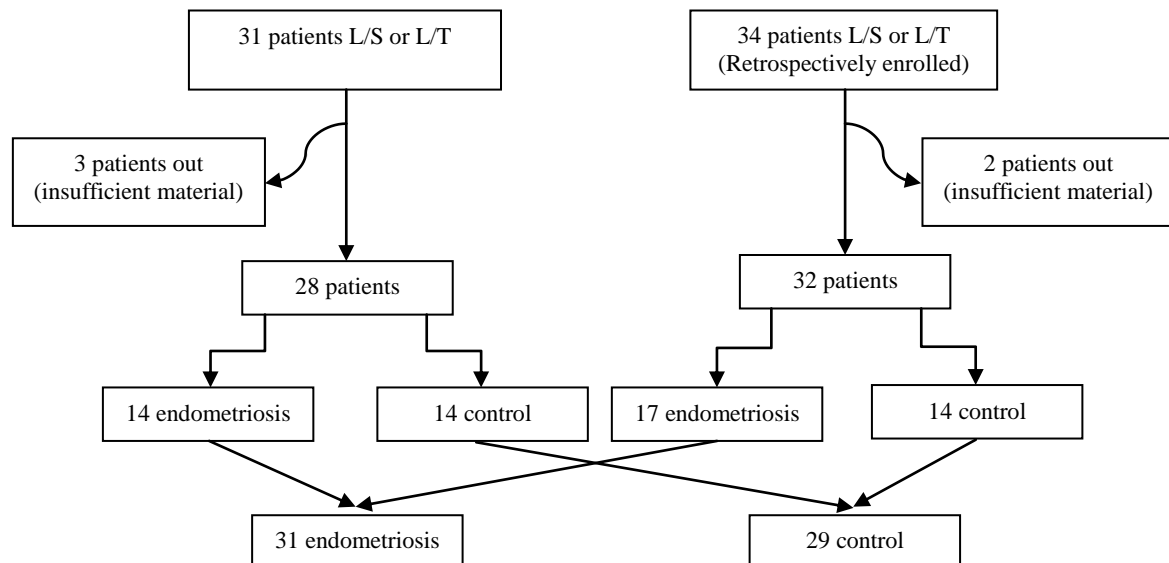 31 patients L/S or L/T
34 patients L/S or L/T
(Retrospectively enrolled)
3 patients out
(insufficient material)
2 patients out
(insufficient material)
28 patients
32 patients
14 endometriosis
14 control
17 endometriosis
14 control
31 endometriosis
29 control